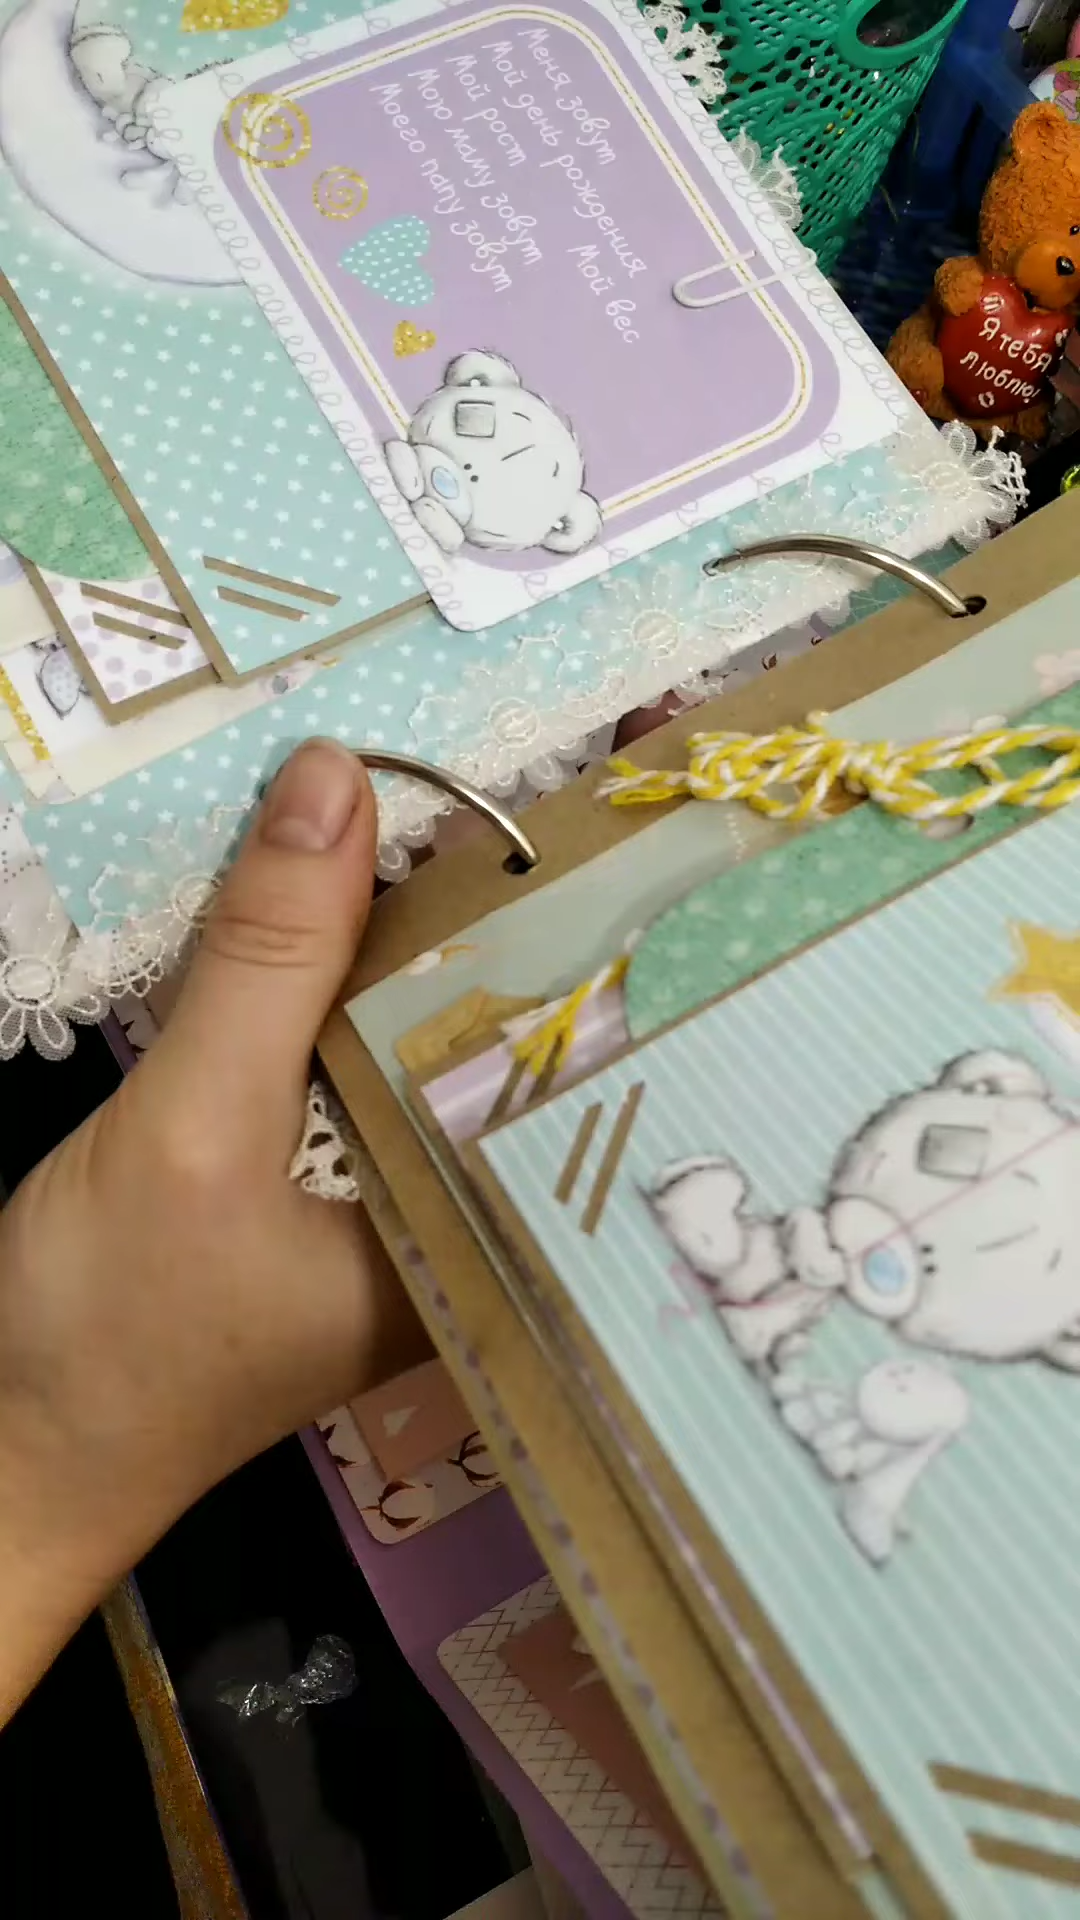 Меня зовут
Мой день рождения
Мой рост Мой вес
Мою маму зовут
Моего папу зовут
Я тебя
люблю!